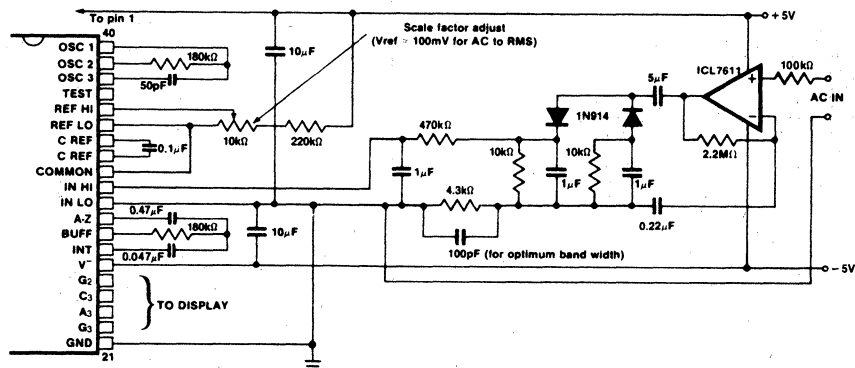 To pin 1
40
OSC 1
OSC 2
OSC 3
TEST
REF HI
REF LO
C REF
C REF
COMMON
IN HI
IN LO
A-Z
BUFF
INT
V⁻
G2
C3
A3
G3
GND
21
180kΩ
50pF
0.1μF
10kΩ
220kΩ
10μF
Scale factor adjust
(Vref = 100mV for AC to RMS)
+5V
ICL7611
+
−
100kΩ
AC IN
5μF
1N914
2.2MΩ
470kΩ
1μF
10kΩ
10kΩ
1μF
1μF
4.3kΩ
0.22μF
100pF (for optimum band width)
0.47μF
180kΩ
0.047μF
10μF
−5V
TO DISPLAY